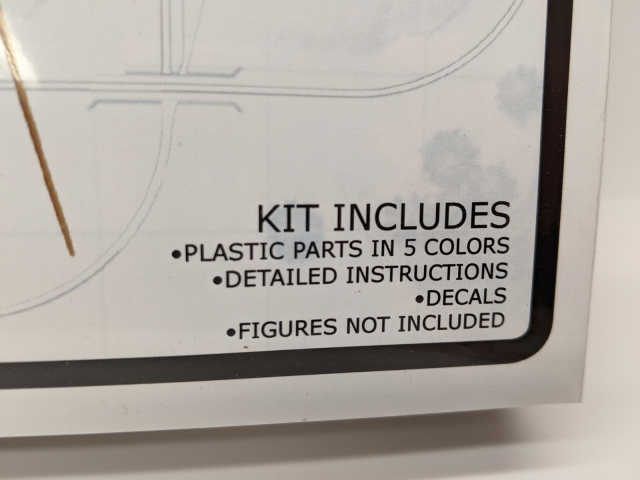 KIT INCLUDES
•PLASTIC PARTS IN 5 COLORS
•DETAILED INSTRUCTIONS
•DECALS
•FIGURES NOT INCLUDED